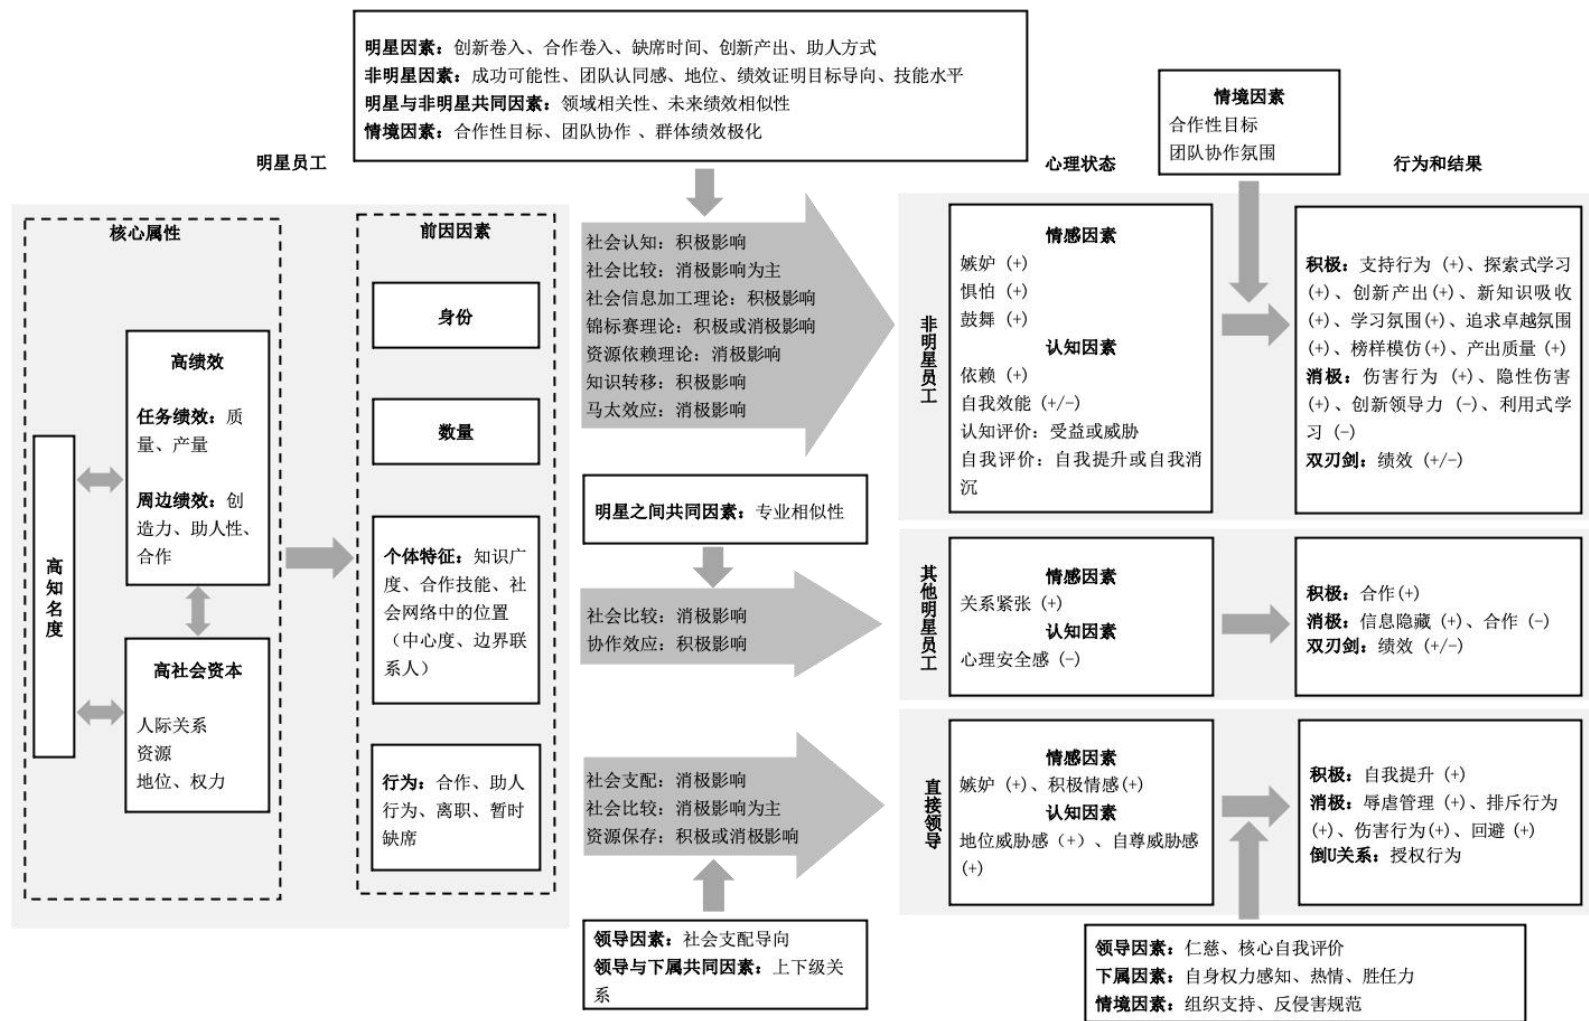 明星因素：创新卷入、合作卷入、缺席时间、创新产出、助人方式
非明星因素：成功可能性、团队认同感、地位、绩效证明目标导向、技能水平
明星与非明星共同因素：领域相关性、未来绩效相似性
情境因素：合作性目标、团队协作 、群体绩效极化
情境因素
合作性目标
团队协作氛围
明星员工
心理状态
行为和结果
核心属性
高知名度
高绩效
任务绩效：质
量、产量
周边绩效：创
造力、助人性、
合作
高社会资本
人际关系
资源
地位、权力
前因因素
身份
数量
个体特征：知识广
度、合作技能、社
会网络中的位置
（中心度、边界联
系人）
行为：合作、助人
行为、离职、暂时
缺席
社会认知：积极影响
社会比较：消极影响为主
社会信息加工理论：积极影响
锦标赛理论：积极或消极影响
资源依赖理论：消极影响
知识转移：积极影响
马太效应：消极影响
非明星员工
情感因素
嫉妒 (+)
惧怕 (+)
鼓舞 (+)
认知因素
依赖 (+)
自我效能 (+/-)
认知评价：受益或威胁
自我评价：自我提升或自我消
沉
积极：支持行为 (+)、探索式学习
(+)、创新产出(+)、新知识吸收
(+)、学习氛围(+)、追求卓越氛围
(+)、榜样模仿(+)、产出质量 (+)
消极：伤害行为 (+)、隐性伤害
(+)、创新领导力 (-)、利用式学
习 (-)
双刃剑：绩效 (+/-)
明星之间共同因素：专业相似性
社会比较：消极影响
协作效应：积极影响
其他明星员工
情感因素
关系紧张 (+)
认知因素
心理安全感 (-)
积极：合作(+)
消极：信息隐藏 (+)、合作 (-)
双刃剑：绩效 (+/-)
社会支配：消极影响
社会比较：消极影响为主
资源保存：积极或消极影响
直接领导
情感因素
嫉妒 (+)、积极情感(+)
认知因素
地位威胁感（+）、自尊威胁感
(+)
积极：自我提升 (+)
消极：辱虐管理 (+)、排斥行为
(+)、伤害行为(+)、回避 (+)
倒U关系：授权行为
领导因素：社会支配导向
领导与下属共同因素：上下级关
系
领导因素：仁慈、核心自我评价
下属因素：自身权力感知、热情、胜任力
情境因素：组织支持、反侵害规范